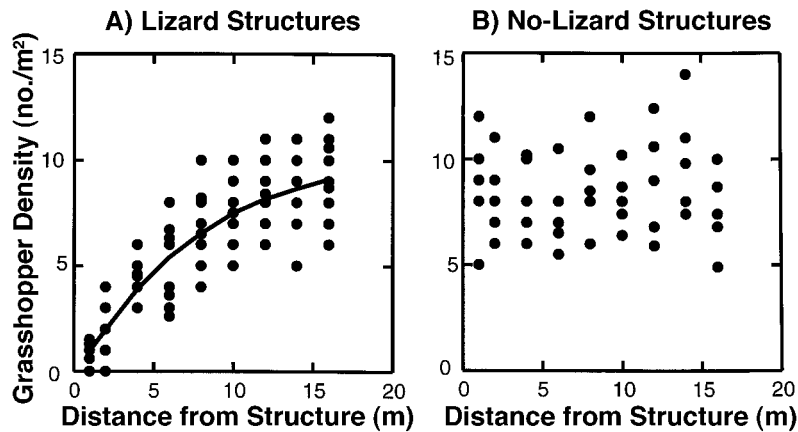 A) Lizard Structures
Grasshopper Density (no./m²)
15
10
5
0
0 5 10 15 20
Distance from Structure (m)
B) No-Lizard Structures
15
10
5
0
0 5 10 15 20
Distance from Structure (m)